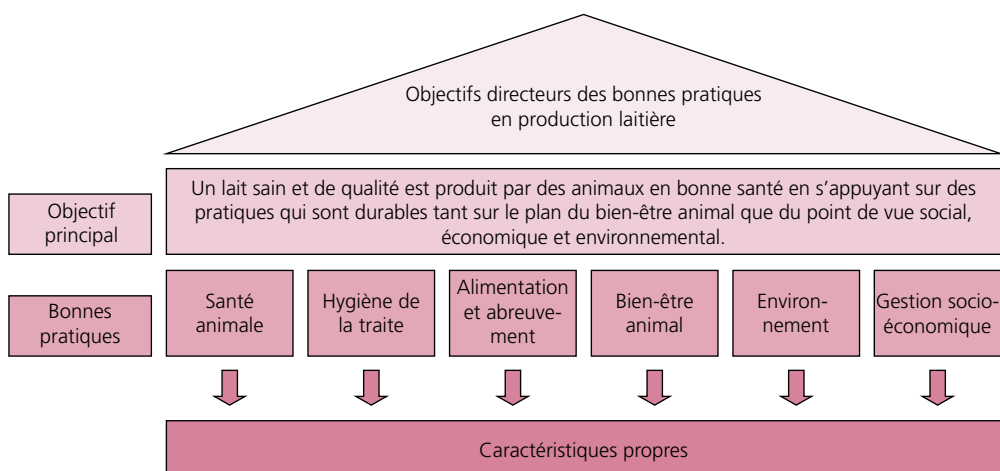 Objectifs directeurs des bonnes pratiques
en production laitière
Objectif
principal
Un lait sain et de qualité est produit par des animaux en bonne santé en s’appuyant sur des
pratiques qui sont durables tant sur le plan du bien-être animal que du point de vue social,
économique et environnemental.
Bonnes
pratiques
Santé
animale
Hygiène de
la traite
Alimentation
et abreuve-
ment
Bien-être
animal
Environ-
nement
Gestion socio-
économique
Caractéristiques propres